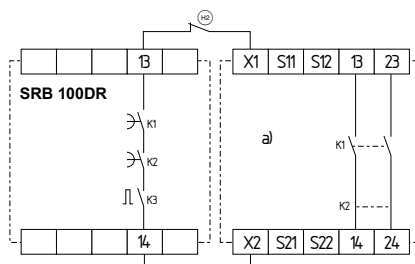 H2
13
X1 S11 S12 13 23
SRB 100DR
K1
K2
K3
a)
K1
K2
14
X2 S21 S22 14 24